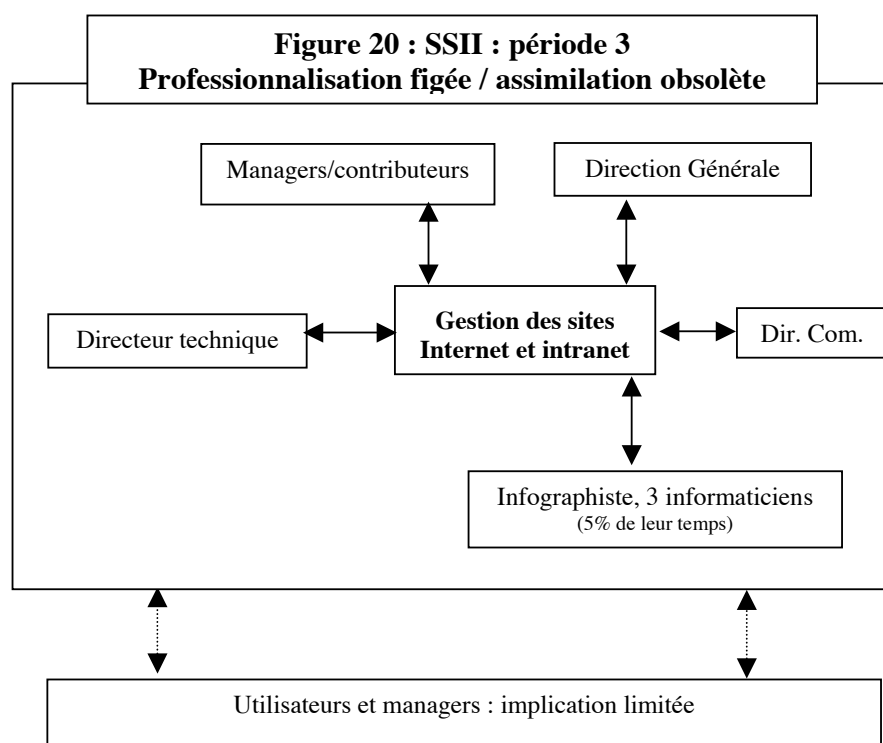 Figure 20 : SSII : période 3
Professionnalisation figée / assimilation obsolète
Managers/contributeurs
Direction Générale
Directeur technique
Gestion des sites
Internet et intranet
Dir. Com.
Infographiste, 3 informaticiens
(5% de leur temps)
Utilisateurs et managers : implication limitée